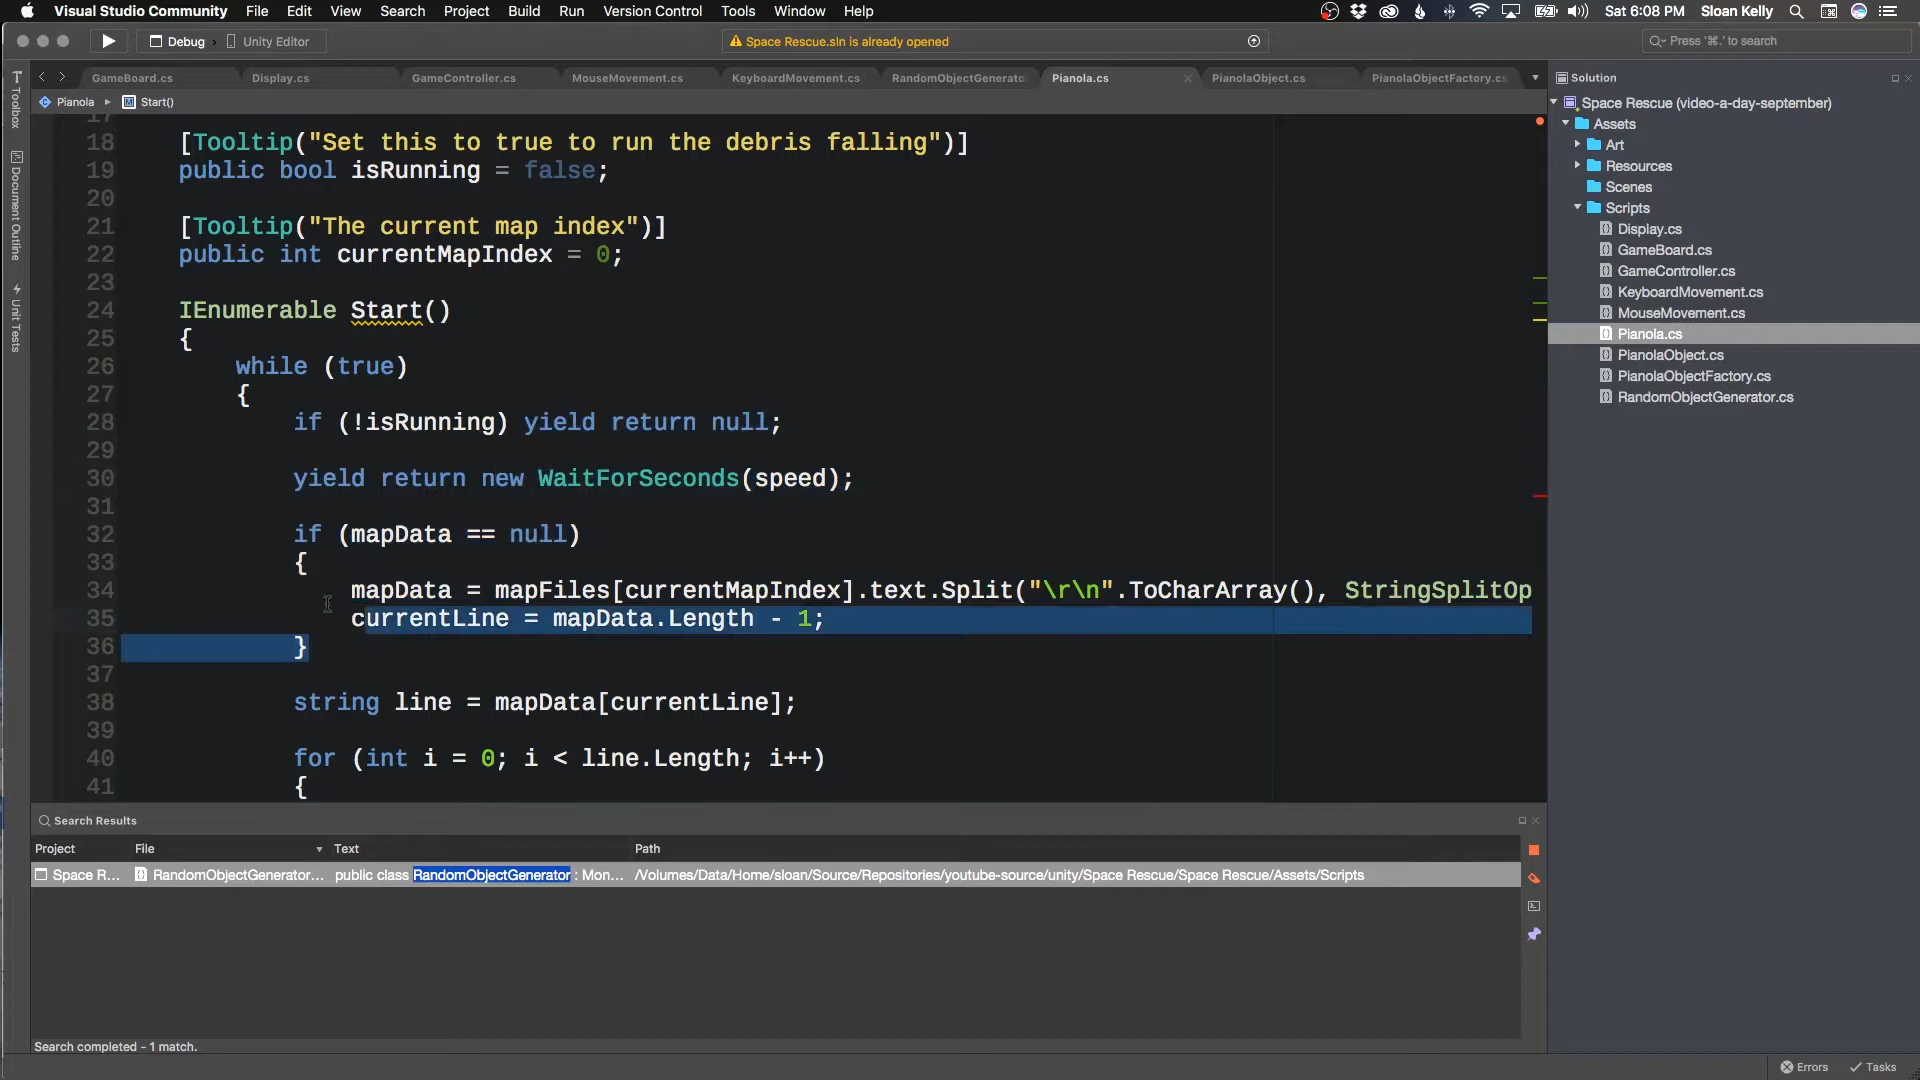 Visual Studio Community File Edit View Search Project Build Run Version Control Tools Window Help Sat 6:08 PM Sloan Kelly
Debug Unity Editor Space Rescue.sln is already opened Press '⌘.' to search
GameBoard.cs Display.cs GameController.cs MouseMovement.cs KeyboardMovement.cs RandomObjectGenerato Pianola.cs PianolaObject.cs PianolaObjectFactory.cs
Pianola Start()
17
18 [Tooltip("Set this to true to run the debris falling")]
19 public bool isRunning = false;
20
21 [Tooltip("The current map index")]
22 public int currentMapIndex = 0;
23
24 IEnumerable Start()
25 {
26 while (true)
27 {
28 if (!isRunning) yield return null;
29
30 yield return new WaitForSeconds(speed);
31
32 if (mapData == null)
33 {
34 mapData = mapFiles[currentMapIndex].text.Split("\r\n".ToCharArray(), StringSplitOp
35 currentLine = mapData.Length - 1;
36 }
37
38 string line = mapData[currentLine];
39
40 for (int i = 0; i < line.Length; i++)
41 {
Toolbox
Document Outline
Unit Tests
Solution
Space Rescue (video-a-day-september)
Assets
Art
Resources
Scenes
Scripts
Display.cs
GameBoard.cs
GameController.cs
KeyboardMovement.cs
MouseMovement.cs
Pianola.cs
PianolaObject.cs
PianolaObjectFactory.cs
RandomObjectGenerator.cs
Search Results
Project File Text Path
Space R... RandomObjectGenerator... public class RandomObjectGenerator : Mon... /Volumes/Data/Home/sloan/Source/Repositories/youtube-source/unity/Space Rescue/Space Rescue/Assets/Scripts
Search completed - 1 match.
Errors Tasks